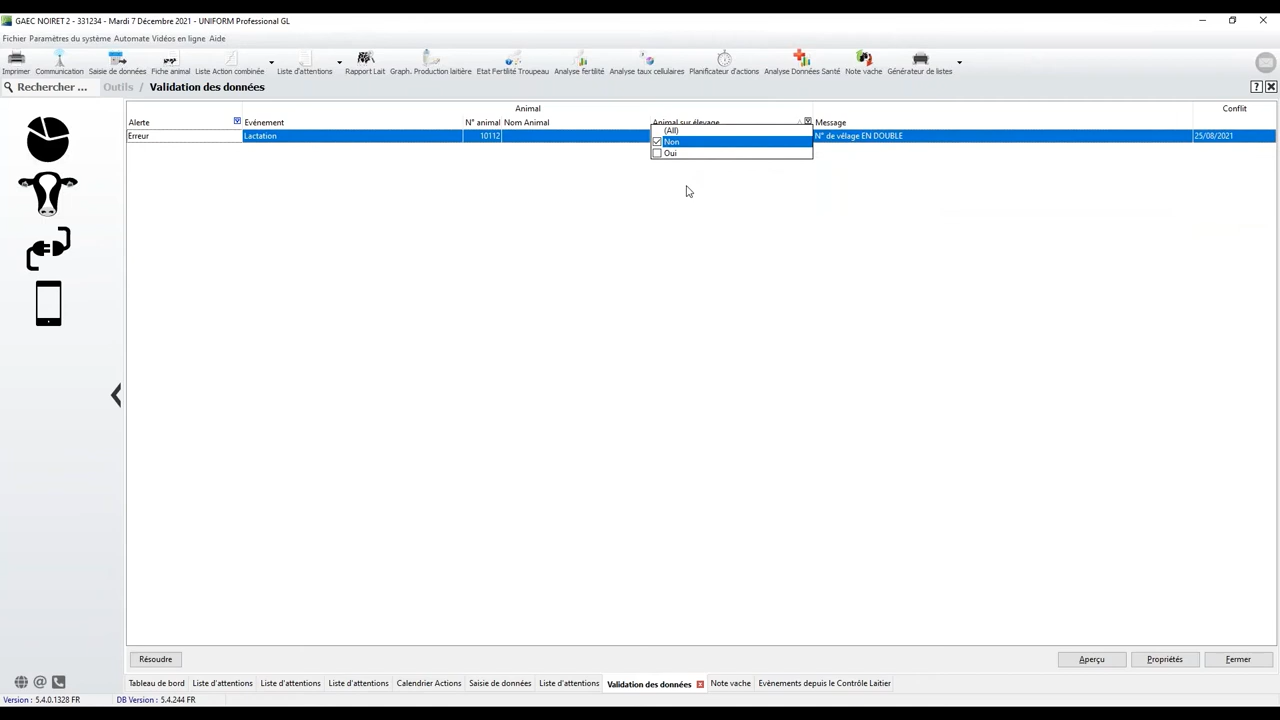 GAEC NOIRET 2 - 331234 - Mardi 7 Décembre 2021 - UNIFORM Professional GL
Fichier Paramètres du système Automate Vidéos en ligne Aide
Imprimer Communication Saisie de données Fiche animal Liste Action combinée Liste d'attentions Rapport Lait Graph. Production laitière Etat Fertilité Troupeau Analyse fertilité Analyse taux cellulaires Planificateur d'actions Analyse Données Santé Note vache Générateur de listes
Rechercher ... Outils / Validation des données
Animal Conflit
Alerte Evénement N° animal Nom Animal Animal sur élevage Message
(All)
Erreur Lactation 10112 N° de vêlage EN DOUBLE 25/08/2021
Non
Oui
Résoudre Aperçu Propriétés Fermer
Tableau de bord Liste d'attentions Liste d'attentions Liste d'attentions Calendrier Actions Saisie de données Liste d'attentions Validation des données Note vache Evènements depuis le Contrôle Laitier
Version : 5.4.0.1328 FR DB Version : 5.4.244 FR